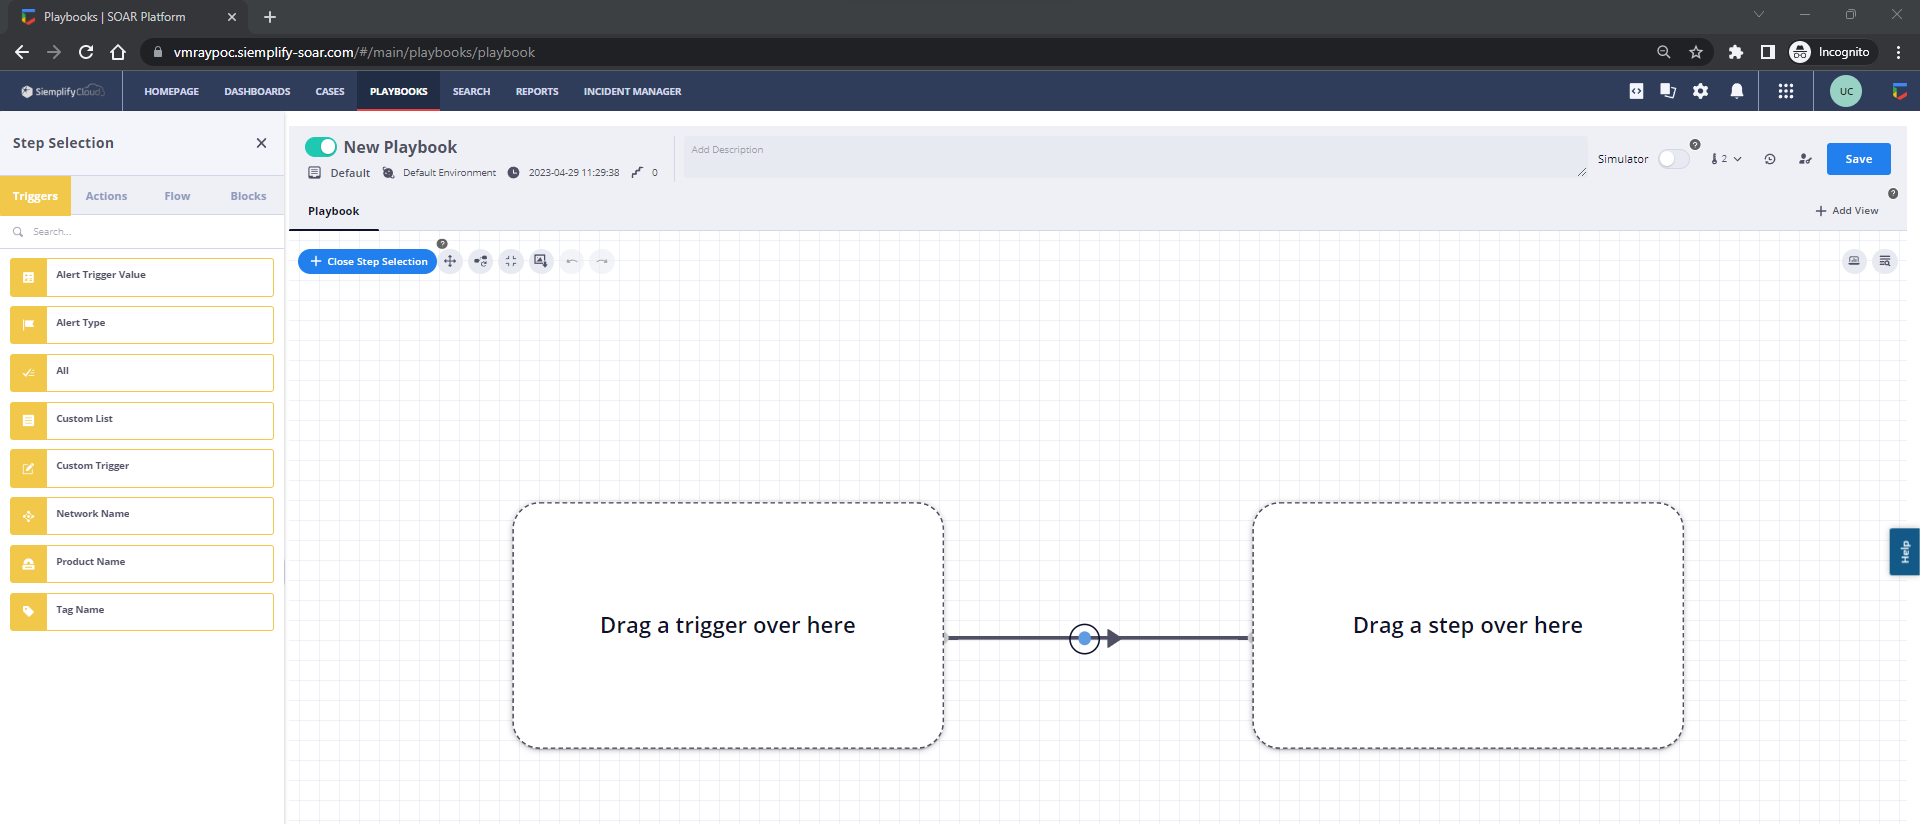 Playbooks | SOAR Platform
vmraypoc.siemplify-soar.com/#/main/playbooks/playbook
Incognito
SiemplifyCloud
HOMEPAGE DASHBOARDS CASES PLAYBOOKS SEARCH REPORTS INCIDENT MANAGER
UC
Step Selection
New Playbook
Default Default Environment 2023-04-29 11:29:38 0
Add Description
Simulator ? 2 Save
Triggers Actions Flow Blocks
Playbook
? Add View
Search...
? Close Step Selection
Alert Trigger Value
Alert Type
All
Custom List
Custom Trigger
Network Name
Product Name
Tag Name
Drag a trigger over here
Drag a step over here
Help